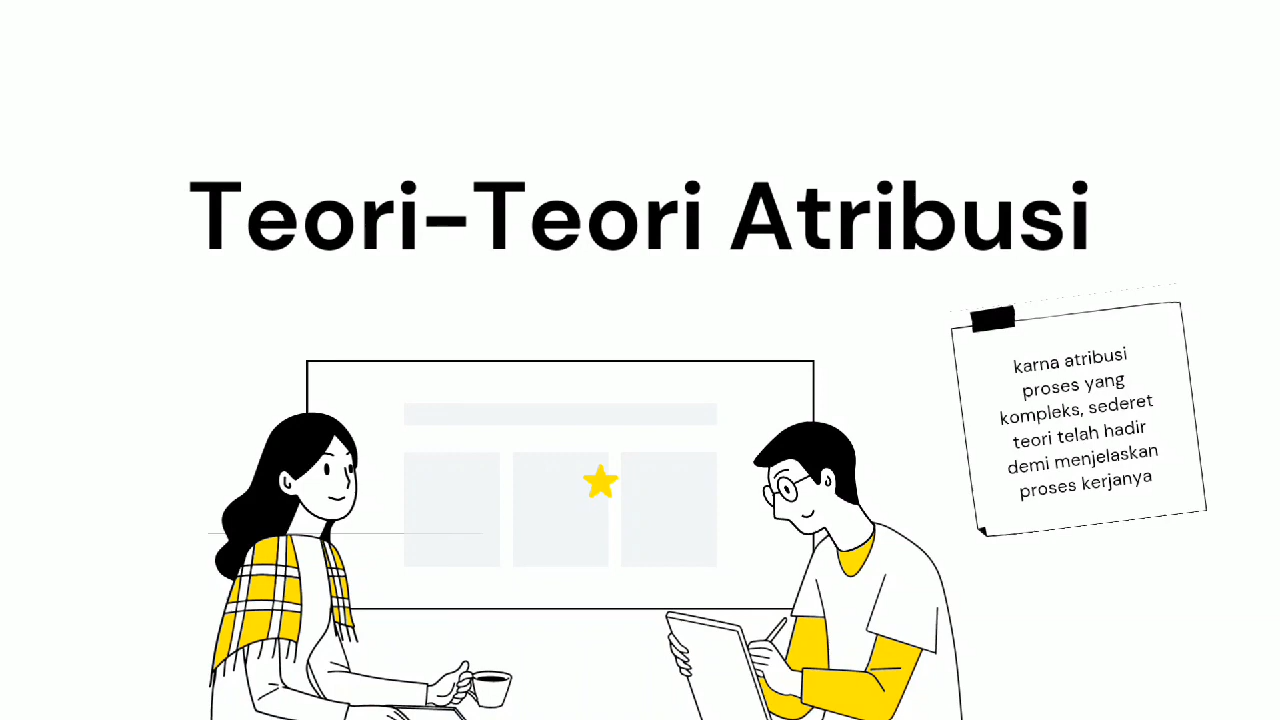 Teori-Teori Atribusi
karna atribusi
proses yang
kompleks, sederet
teori telah hadir
demi menjelaskan
proses kerjanya